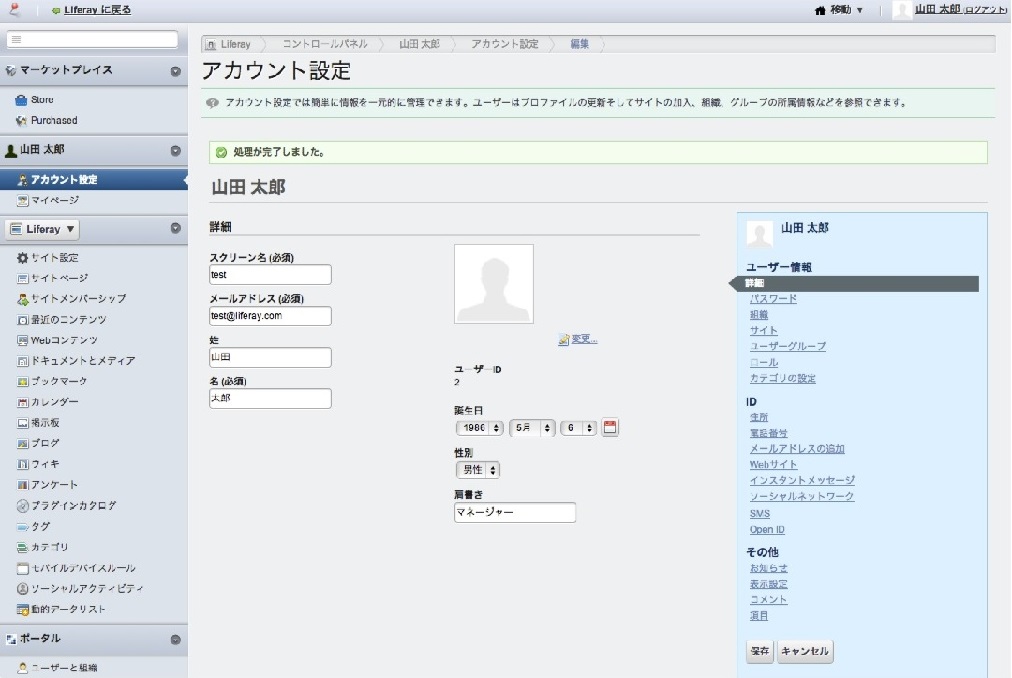 Liferay に戻る
移動 ▼
山田 太郎 (ログアウト)
マーケットプレイス
Store
Purchased
山田 太郎
アカウント設定
マイページ
Liferay ▼
サイト設定
サイトページ
サイトメンバーシップ
最近のコンテンツ
Webコンテンツ
ドキュメントとメディア
ブックマーク
カレンダー
掲示板
ブログ
ウィキ
アンケート
プラグインカタログ
タグ
カテゴリ
モバイルデバイスルール
ソーシャルアクティビティ
動的データリスト
ポータル
ユーザーと組織
Liferay
コントロールパネル
山田 太郎
アカウント設定
編集
アカウント設定
アカウント設定では簡単に情報を一元的に管理できます。ユーザーはプロファイルの更新そしてサイトの加入、組織、グループの所属情報などを参照できます。
処理が完了しました。
山田 太郎
詳細
スクリーン名 (必須)
test
メールアドレス (必須)
test@liferay.com
姓
山田
名 (必須)
太郎
変更...
ユーザーID
2
誕生日
1986 5月 6
性別
男性
肩書き
マネージャー
山田 太郎
ユーザー情報
詳細
パスワード
組織
サイト
ユーザーグループ
ロール
カテゴリの設定
ID
住所
電話番号
メールアドレスの追加
Webサイト
インスタントメッセージ
ソーシャルネットワーク
SMS
Open ID
その他
お知らせ
表示設定
コメント
項目
保存 キャンセル